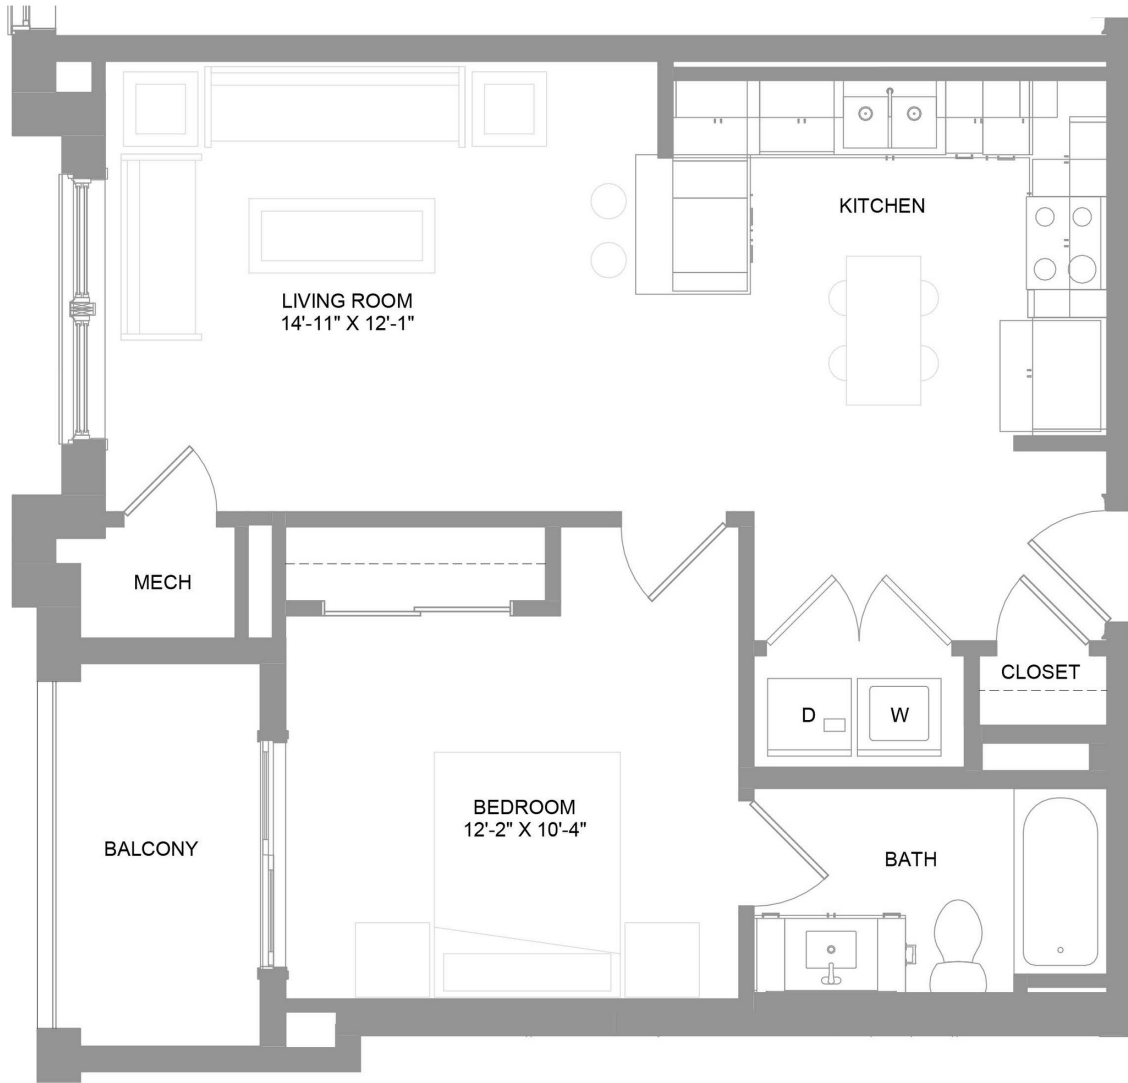 KITCHEN
LIVING ROOM
14'-11" X 12'-1"
MECH
CLOSET
D
W
BEDROOM
12'-2" X 10'-4"
BALCONY
BATH